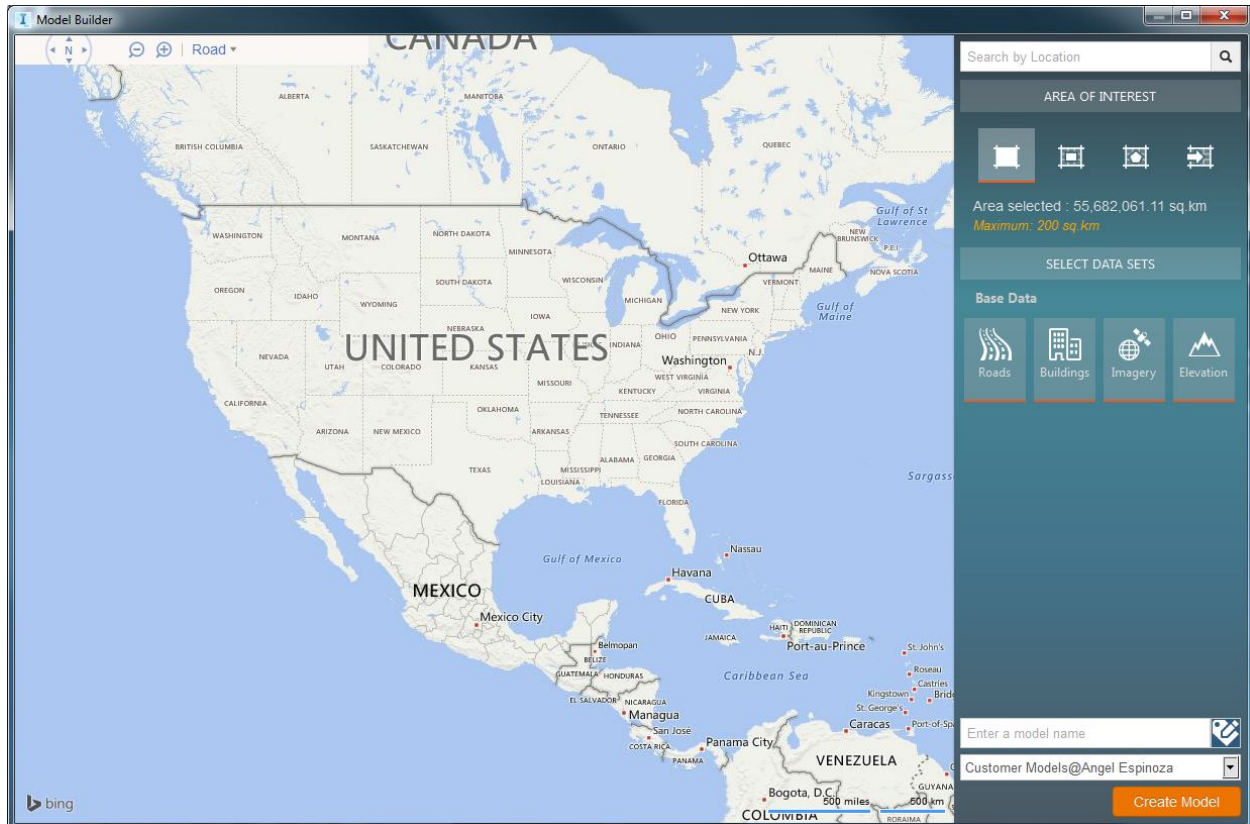 Model Builder
N
Road
CANADA
Search by Location
AREA OF INTEREST
ALBERTA
MANITOBA
BRITISH COLUMBIA
SASKATCHEWAN
ONTARIO
QUEBEC
Area selected : 55,682,061.11 sq.km
Maximum: 200 sq.km
Gulf of St
Lawrence
WASHINGTON
MONTANA
NORTH DAKOTA
MINNESOTA
NEW
BRUNSWICK
P.E.I.
Ottawa
MAINE
NOVA SCOTIA
SELECT DATA SETS
OREGON
IDAHO
WYOMING
SOUTH DAKOTA
WISCONSIN
MICHIGAN
VERMONT
NEW YORK
Gulf of
Maine
Base Data
IOWA
NEBRASKA
UNITED STATES
INDIANA
OHIO
PENNSYLVANIA
N.J.
Washington
NEVADA
UTAH
COLORADO
KANSAS
MISSOURI
WEST VIRGINIA
KENTUCKY
VIRGINIA
Roads
Buildings
Imagery
Elevation
CALIFORNIA
OKLAHOMA
TENNESSEE
NORTH CAROLINA
ARIZONA
NEW MEXICO
ARKANSAS
SOUTH CAROLINA
ALABAMA
GEORGIA
TEXAS
MISSISSIPPI
LOUISIANA
Sargass
FLORIDA
Gulf of Mexico
Nassau
Havana
MEXICO
CUBA
Mexico City
HAITI
DOMINICAN
REPUBLIC
JAMAICA
Port-au-Prince
Belmopan
BELIZE
St. John's
GUATEMALA
HONDURAS
Caribbean Sea
Roseau
Castries
EL SALVADOR
NICARAGUA
Kingstown
Bride
Managua
St. George's
San José
Caracas
Port-of-Sp
COSTA RICA
Panama City
PANAMA
VENEZUELA
Enter a model name
Customer Models@Angel Espinoza
GUYANA
Bogota, D.C.
500 miles
500 km
COLOMBIA
RORAIMA
bing
Create Model